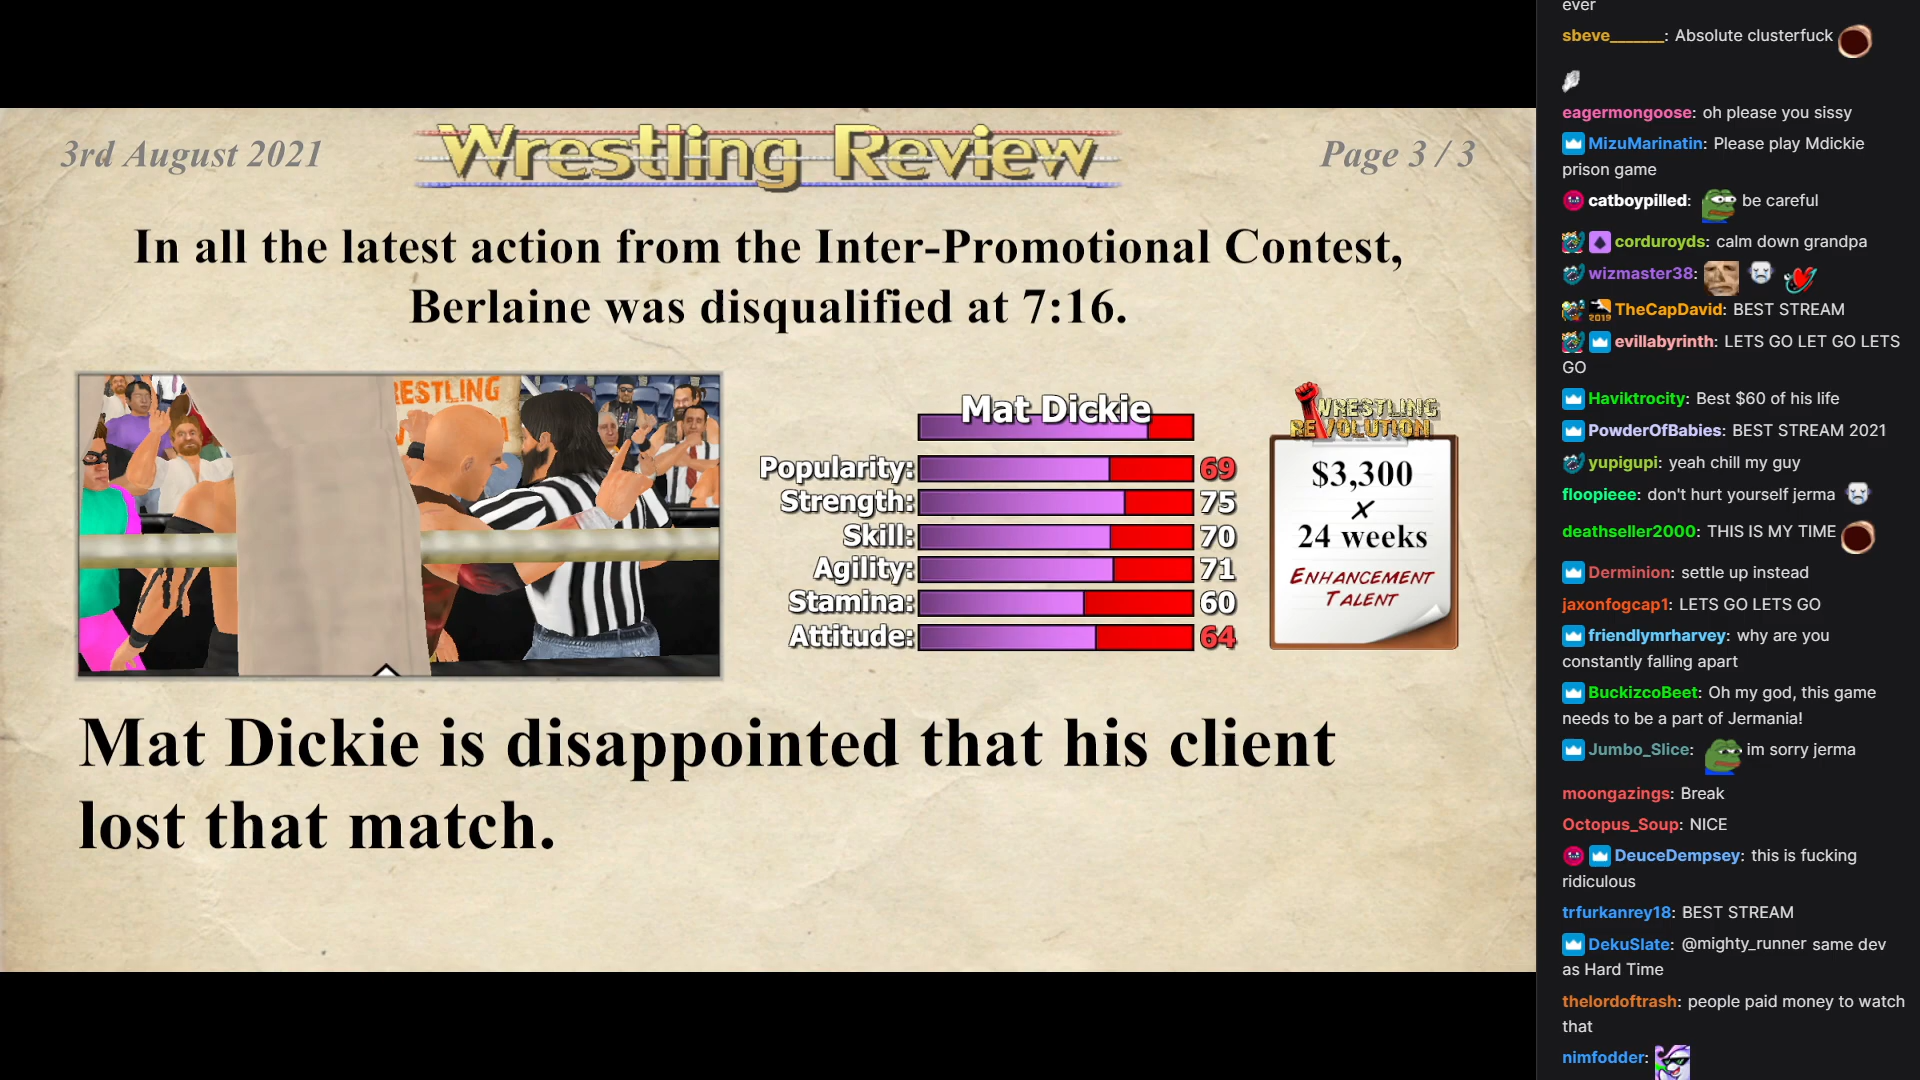 3rd August 2021
Wrestling Review
Page 3 / 3
In all the latest action from the Inter-Promotional Contest,
Berlaine was disqualified at 7:16.
RESTLING
Mat Dickie
Popularity: 69
Strength: 75
Skill: 70
Agility: 71
Stamina: 60
Attitude: 64
WRESTLING
REVOLUTION
$3,300
x
24 weeks
ENHANCEMENT
TALENT
Mat Dickie is disappointed that his client
lost that match.
ever
sbeve_______: Absolute clusterfuck
eagermongoose: oh please you sissy
MizuMarinatin: Please play Mdickie
prison game
catboypilled: be careful
corduroyds: calm down grandpa
wizmaster38:
2019 TheCapDavid: BEST STREAM
evillabyrinth: LETS GO LET GO LETS
GO
Haviktrocity: Best $60 of his life
PowderOfBabies: BEST STREAM 2021
yupigupi: yeah chill my guy
floopieee: don't hurt yourself jerma
deathseller2000: THIS IS MY TIME
Derminion: settle up instead
jaxonfogcap1: LETS GO LETS GO
friendlymrharvey: why are you
constantly falling apart
BuckizcoBeet: Oh my god, this game
needs to be a part of Jermania!
Jumbo_Slice: im sorry jerma
moongazings: Break
Octopus_Soup: NICE
DeuceDempsey: this is fucking
ridiculous
trfurkanrey18: BEST STREAM
DekuSlate: @mighty_runner same dev
as Hard Time
thelordoftrash: people paid money to watch
that
nimfodder: